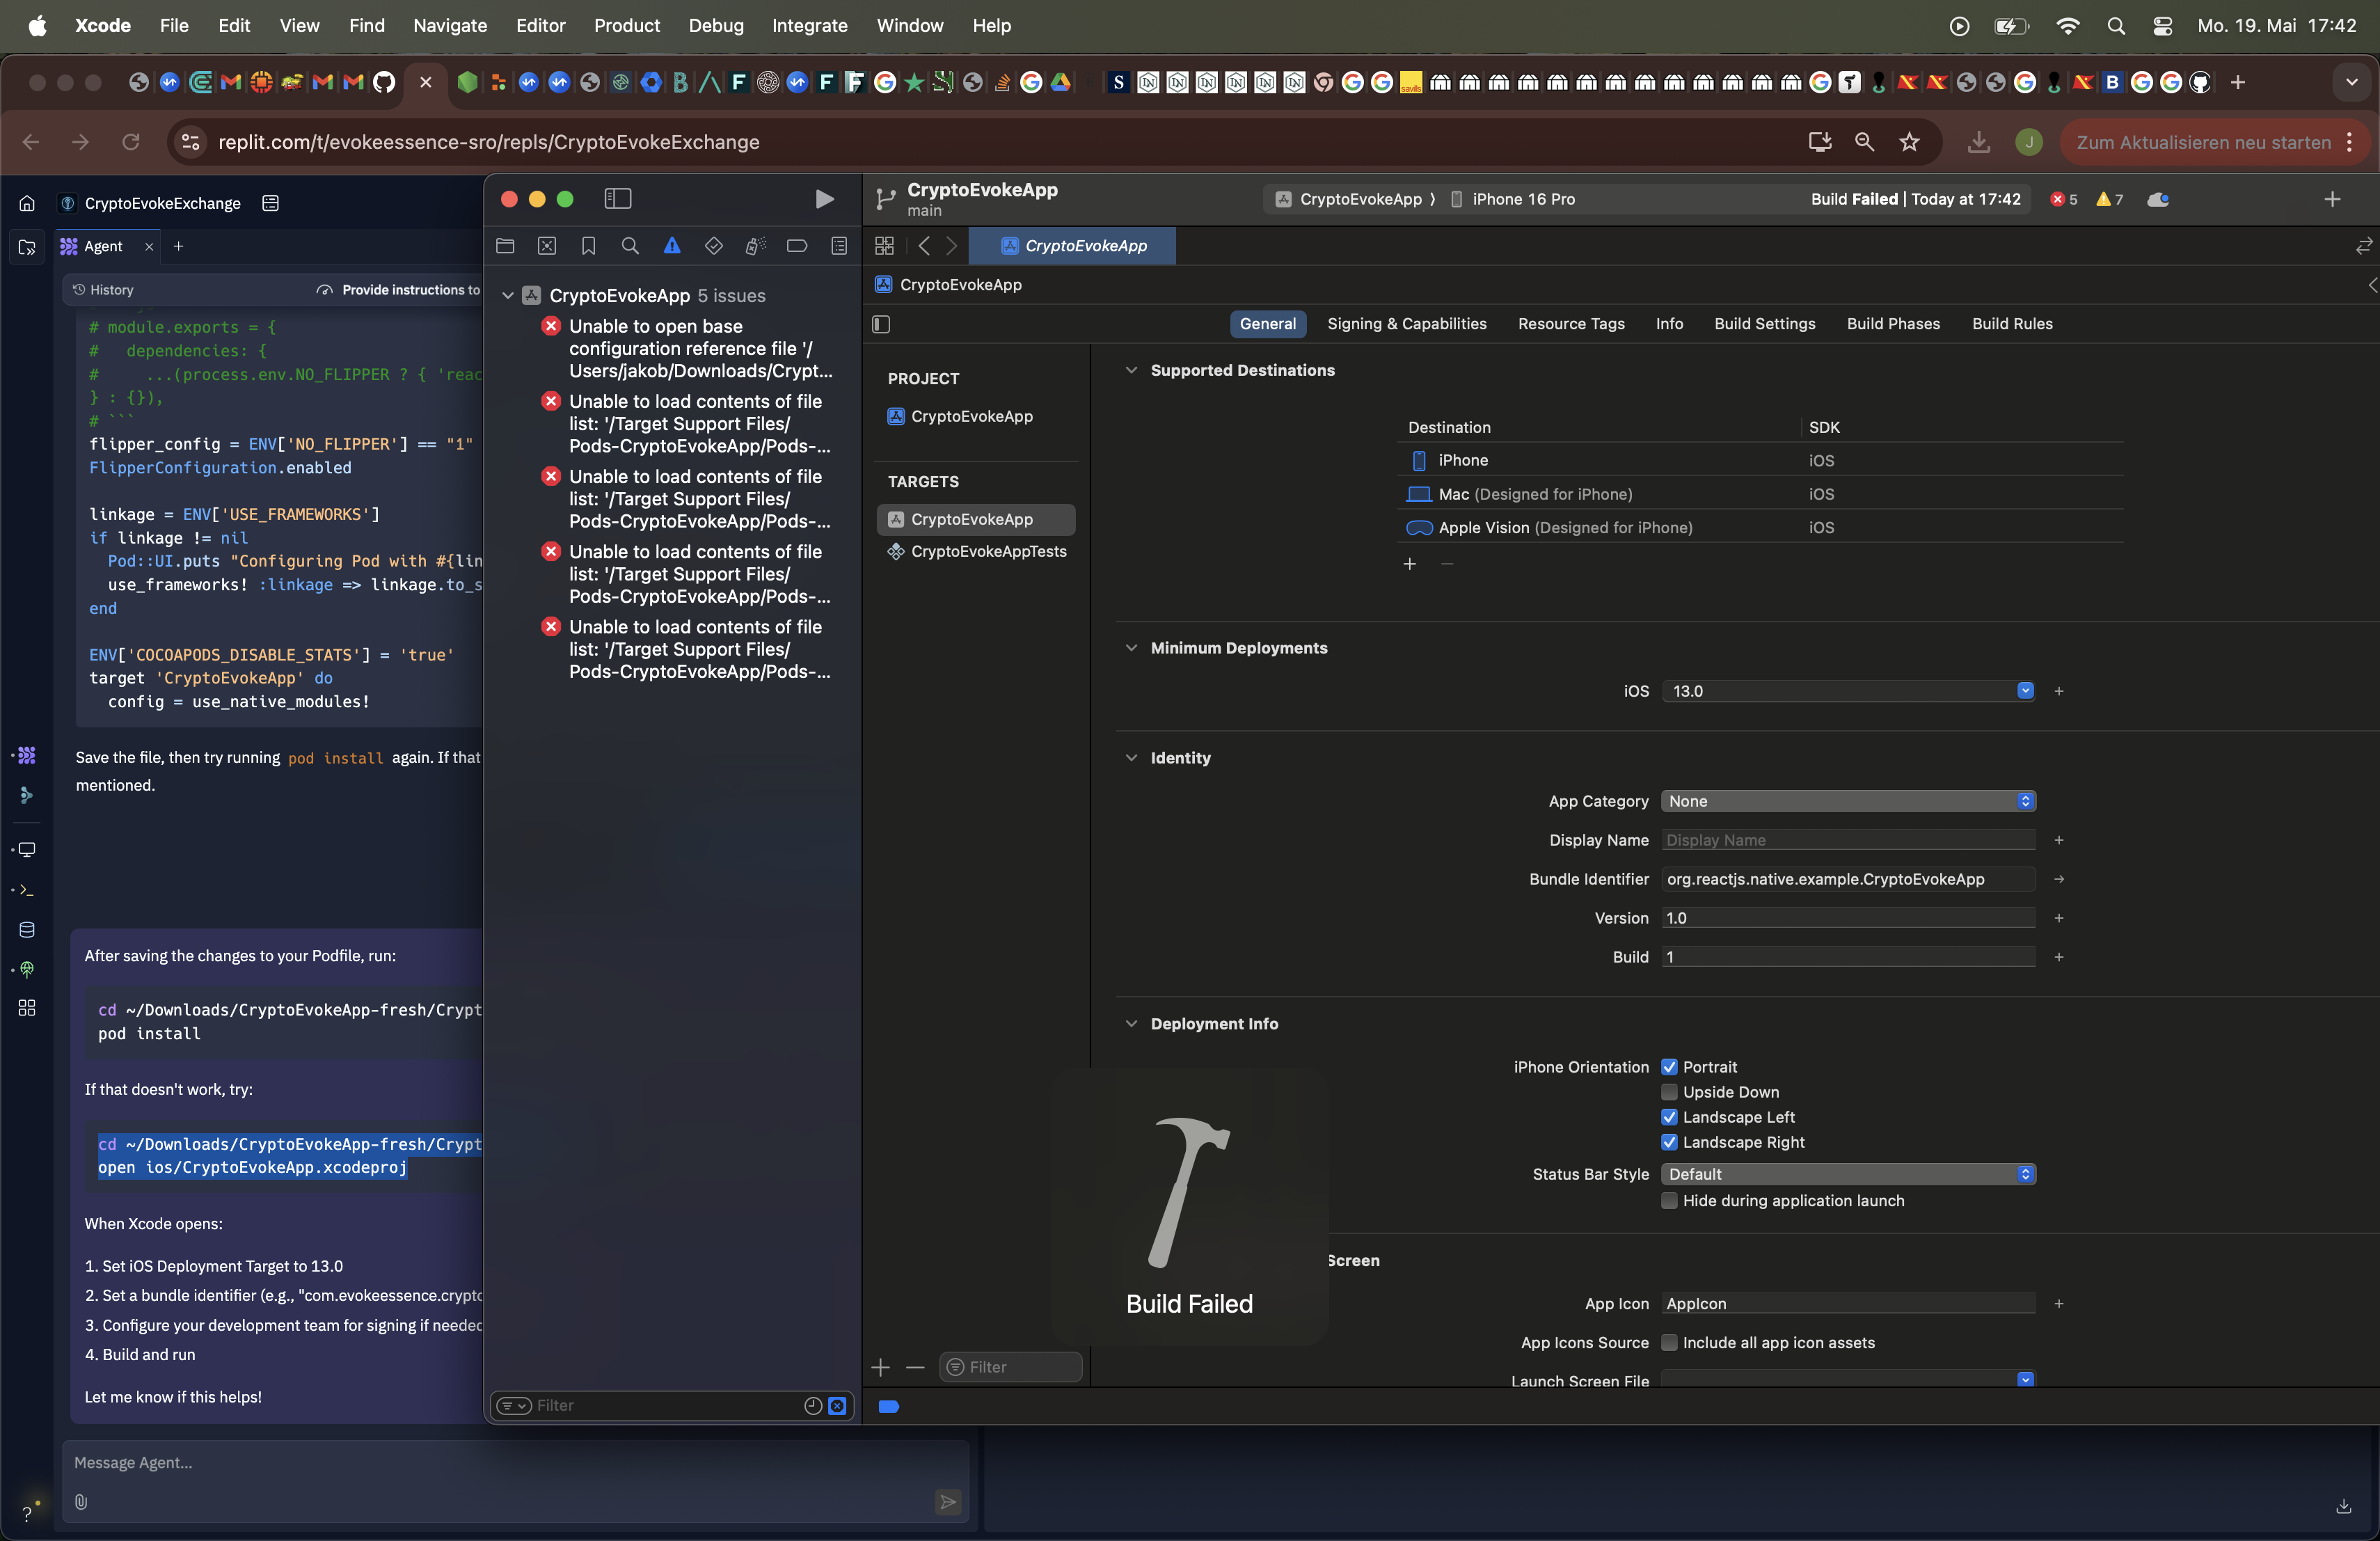 Xcode File Edit View Find Navigate Editor Product Debug Integrate Window Help
Mo. 19. Mai 17:42
replit.com/t/evokeessence-sro/repls/CryptoEvokeExchange
Zum Aktualisieren neu starten
CryptoEvokeExchange
Agent
History
Provide instructions to
# module.exports = {
#   dependencies: {
#     ...(process.env.NO_FLIPPER ? { 'reac
} : {}),
# ```
flipper_config = ENV['NO_FLIPPER'] == "1"
FlipperConfiguration.enabled
linkage = ENV['USE_FRAMEWORKS']
if linkage != nil
  Pod::UI.puts "Configuring Pod with #{lin
  use_frameworks! :linkage => linkage.to_s
end
ENV['COCOAPODS_DISABLE_STATS'] = 'true'
target 'CryptoEvokeApp' do
  config = use_native_modules!
Save the file, then try running pod install again. If that
mentioned.
After saving the changes to your Podfile, run:
cd ~/Downloads/CryptoEvokeApp-fresh/Crypt
pod install
If that doesn't work, try:
cd ~/Downloads/CryptoEvokeApp-fresh/Crypt
open ios/CryptoEvokeApp.xcodeproj
When Xcode opens:
1. Set iOS Deployment Target to 13.0
2. Set a bundle identifier (e.g., "com.evokeessence.crypto
3. Configure your development team for signing if needed
4. Build and run
Let me know if this helps!
Message Agent...
CryptoEvokeApp 5 issues
Unable to open base
configuration reference file '/
Users/jakob/Downloads/Crypt...
Unable to load contents of file
list: '/Target Support Files/
Pods-CryptoEvokeApp/Pods-...
Unable to load contents of file
list: '/Target Support Files/
Pods-CryptoEvokeApp/Pods-...
Unable to load contents of file
list: '/Target Support Files/
Pods-CryptoEvokeApp/Pods-...
Unable to load contents of file
list: '/Target Support Files/
Pods-CryptoEvokeApp/Pods-...
Filter
CryptoEvokeApp
main
CryptoEvokeApp ⟩ iPhone 16 Pro
Build Failed | Today at 17:42
5
7
CryptoEvokeApp
CryptoEvokeApp
General Signing & Capabilities Resource Tags Info Build Settings Build Phases Build Rules
PROJECT
CryptoEvokeApp
TARGETS
CryptoEvokeApp
CryptoEvokeAppTests
Filter
Supported Destinations
Destination SDK
iPhone iOS
Mac (Designed for iPhone) iOS
Apple Vision (Designed for iPhone) iOS
Minimum Deployments
iOS 13.0
Identity
App Category None
Display Name Display Name
Bundle Identifier org.reactjs.native.example.CryptoEvokeApp
Version 1.0
Build 1
Deployment Info
iPhone Orientation Portrait
Upside Down
Landscape Left
Landscape Right
Status Bar Style Default
Hide during application launch
Screen
App Icon AppIcon
App Icons Source Include all app icon assets
Launch Screen File
Build Failed